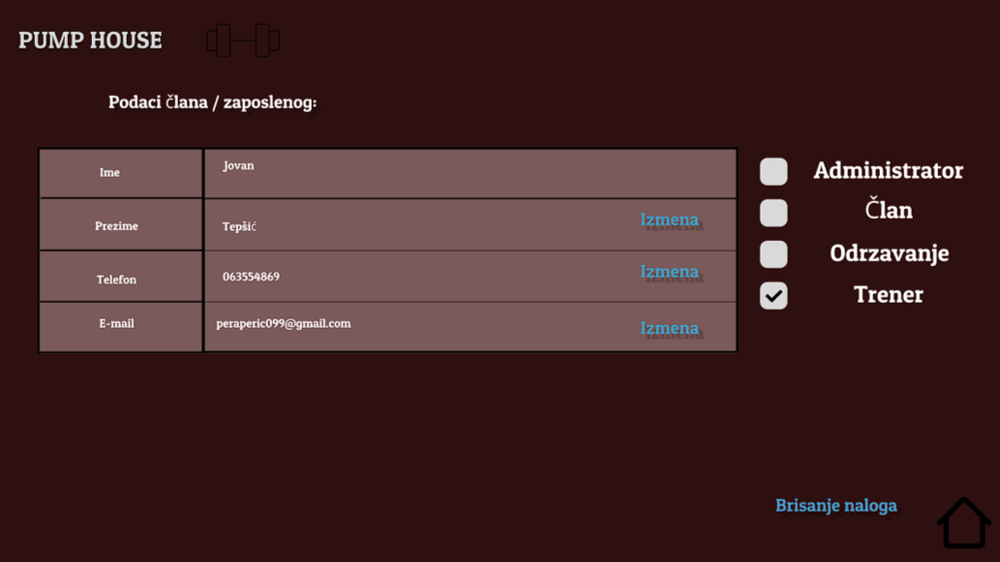 PUMP HOUSE
Podaci člana / zaposlenog:
Ime
Jovan
Prezime
Tepšić
Izmena
Telefon
063554869
Izmena
E-mail
peraperic099@gmail.com
Izmena
Administrator
Član
Odrzavanje
Trener
Brisanje naloga